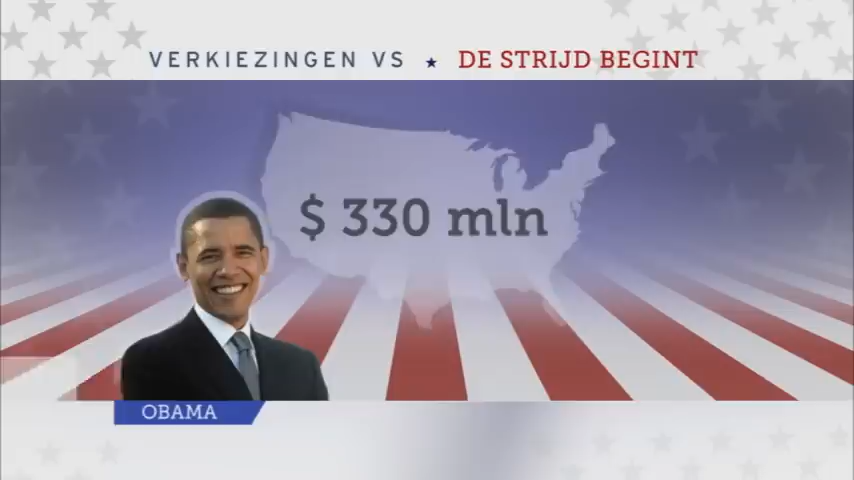 VERKIEZINGEN VS ★ DE STRIJD BEGINT
$ 330 mln
OBAMA